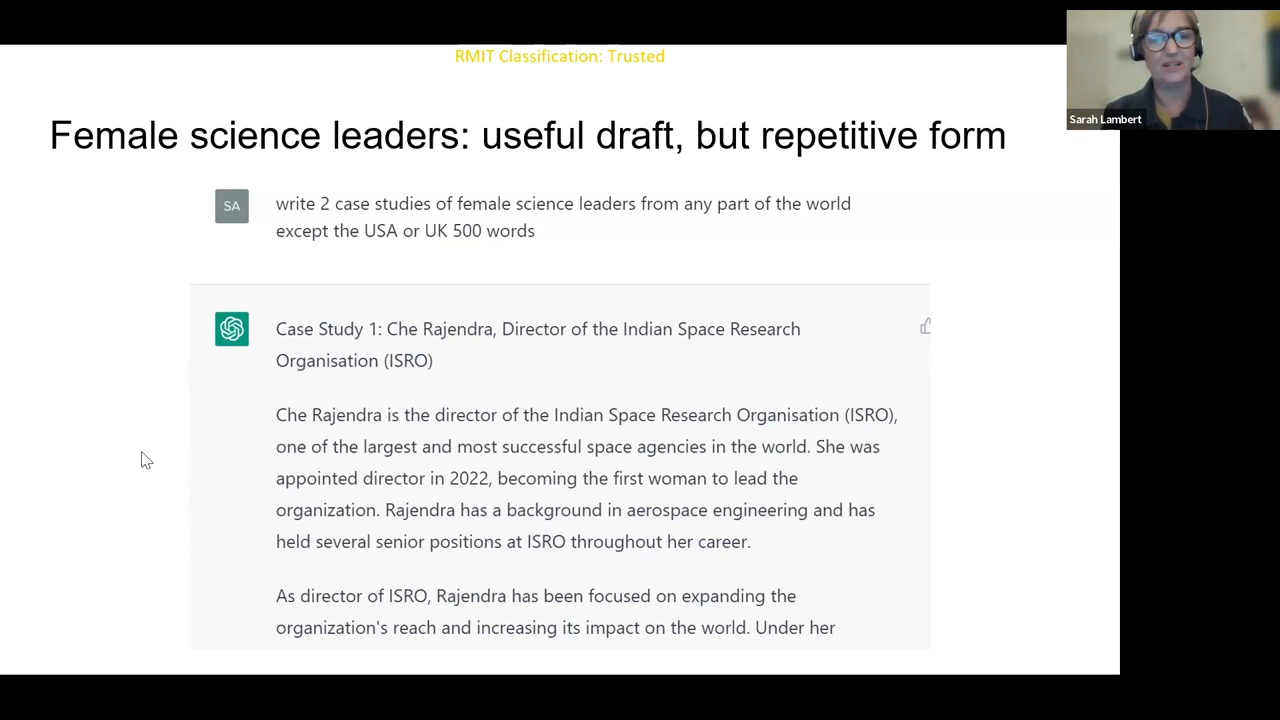 RMIT Classification: Trusted
Sarah Lambert
Female science leaders: useful draft, but repetitive form
SA
write 2 case studies of female science leaders from any part of the world
except the USA or UK 500 words
Case Study 1: Che Rajendra, Director of the Indian Space Research
Organisation (ISRO)
Che Rajendra is the director of the Indian Space Research Organisation (ISRO),
one of the largest and most successful space agencies in the world. She was
appointed director in 2022, becoming the first woman to lead the
organization. Rajendra has a background in aerospace engineering and has
held several senior positions at ISRO throughout her career.
As director of ISRO, Rajendra has been focused on expanding the
organization's reach and increasing its impact on the world. Under her